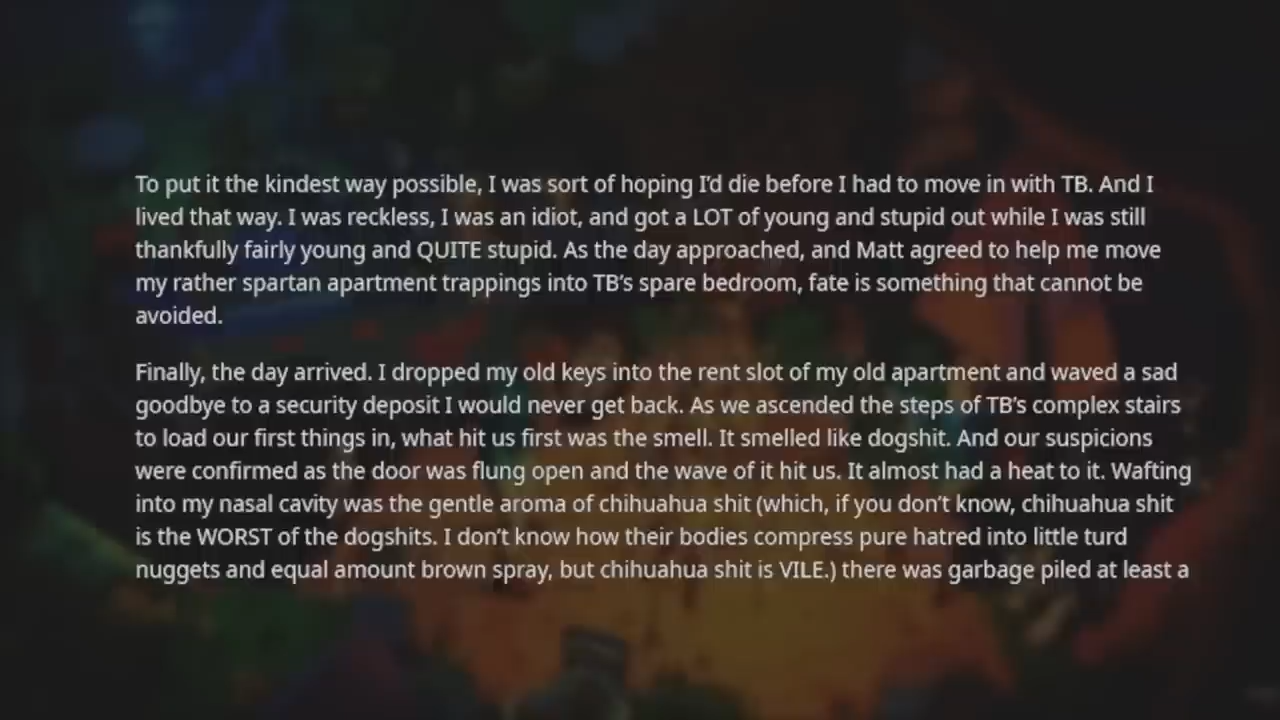 To put it the kindest way possible, I was sort of hoping I'd die before I had to move in with TB. And I
lived that way. I was reckless, I was an idiot, and got a LOT of young and stupid out while I was still
thankfully fairly young and QUITE stupid. As the day approached, and Matt agreed to help me move
my rather spartan apartment trappings into TB's spare bedroom, fate is something that cannot be
avoided.
Finally, the day arrived. I dropped my old keys into the rent slot of my old apartment and waved a sad
goodbye to a security deposit I would never get back. As we ascended the steps of TB's complex stairs
to load our first things in, what hit us first was the smell. It smelled like dogshit. And our suspicions
were confirmed as the door was flung open and the wave of it hit us. It almost had a heat to it. Wafting
into my nasal cavity was the gentle aroma of chihuahua shit (which, if you don't know, chihuahua shit
is the WORST of the dogshits. I don't know how their bodies compress pure hatred into little turd
nuggets and equal amount brown spray, but chihuahua shit is VILE.) there was garbage piled at least a